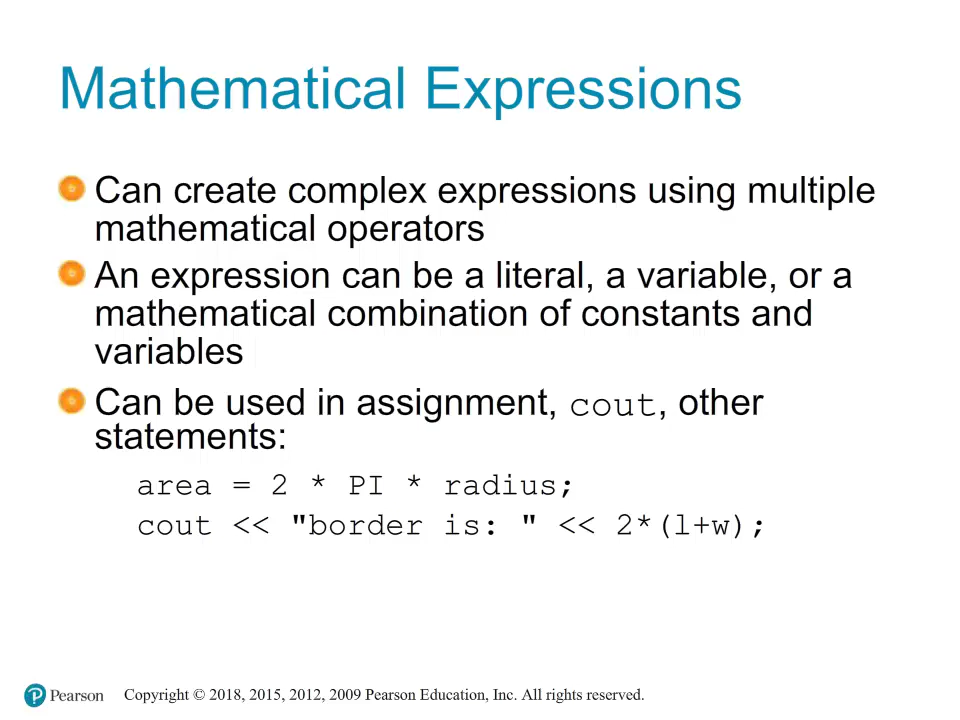 Mathematical Expressions
Can create complex expressions using multiple
mathematical operators
An expression can be a literal, a variable, or a
mathematical combination of constants and
variables
Can be used in assignment, cout, other
statements:
area = 2 * PI * radius;
cout << "border is: " << 2*(l+w);
Pearson
Copyright © 2018, 2015, 2012, 2009 Pearson Education, Inc. All rights reserved.